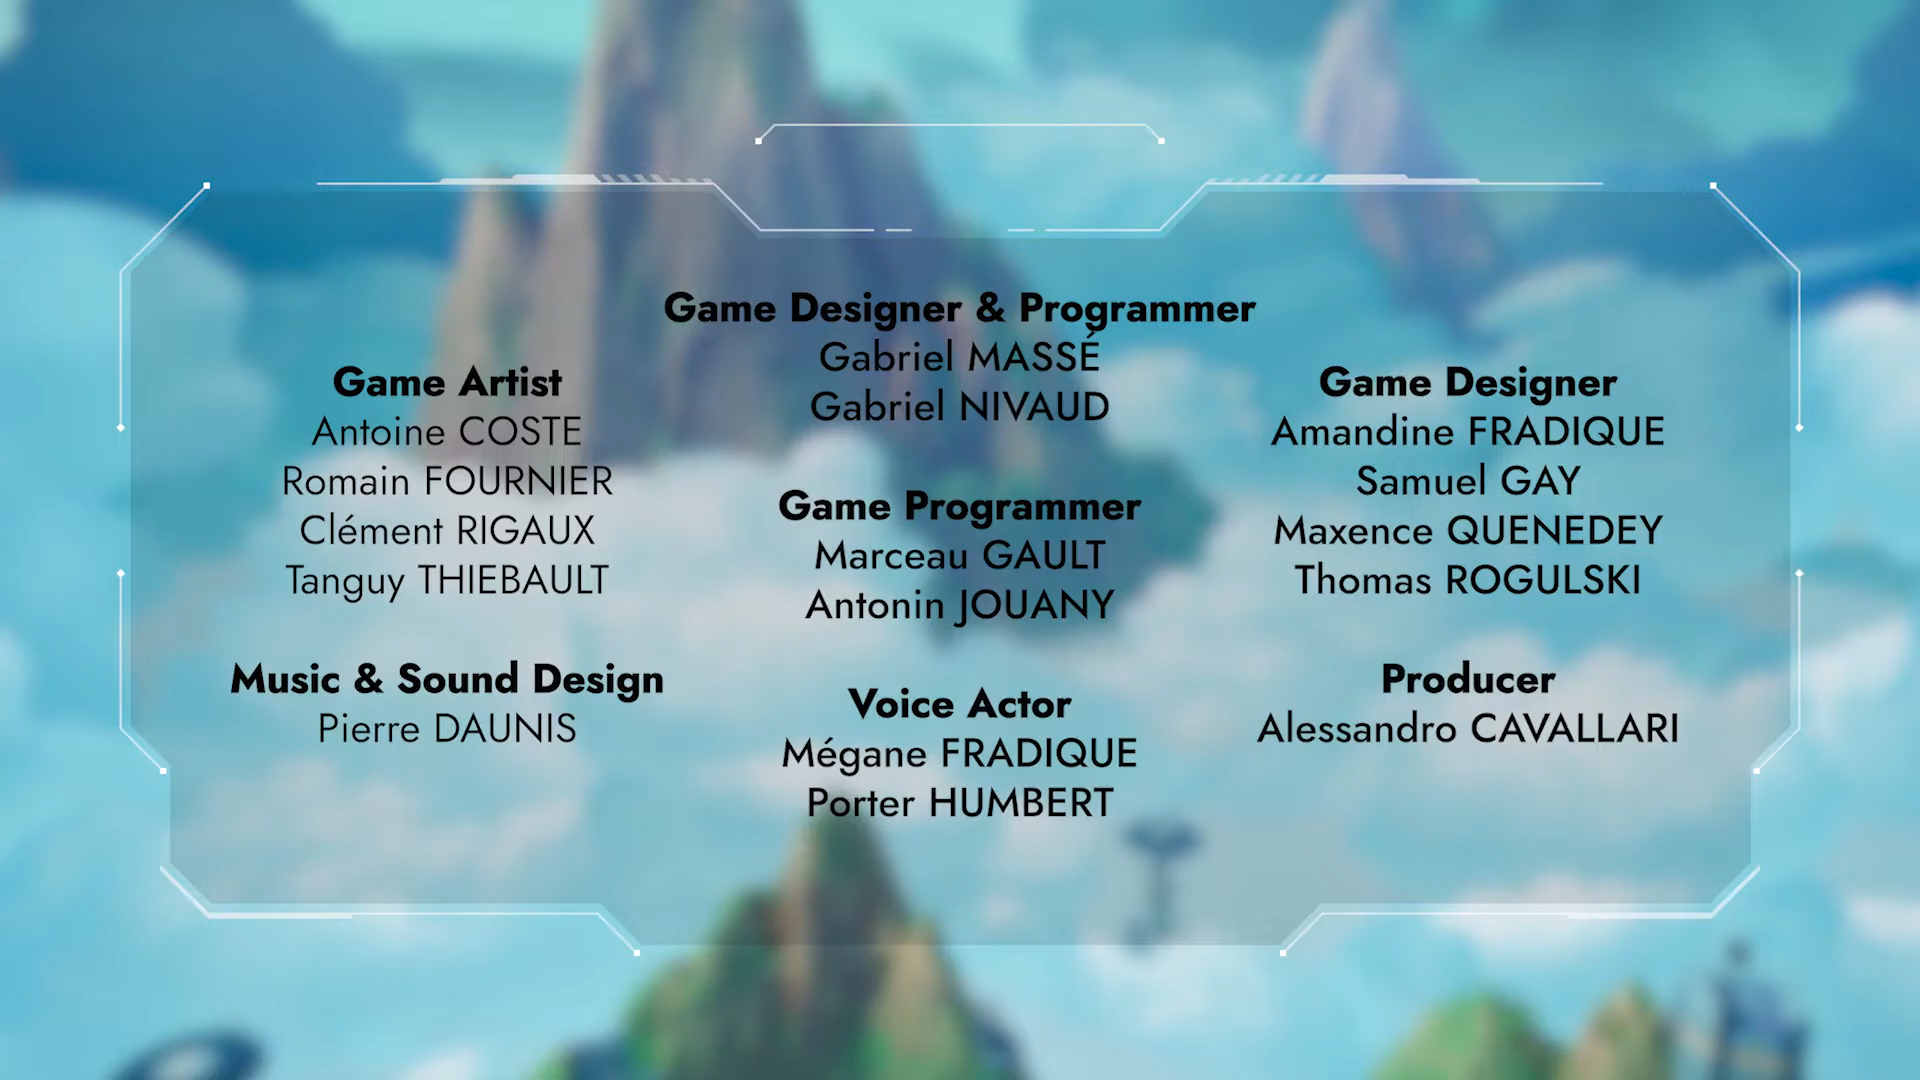 Game Artist
Antoine COSTE
Romain FOURNIER
Clément RIGAUX
Tanguy THIEBAULT
Music & Sound Design
Pierre DAUNIS
Game Designer & Programmer
Gabriel MASSÉ
Gabriel NIVAUD
Game Programmer
Marceau GAULT
Antonin JOUANY
Voice Actor
Mégane FRADIQUE
Porter HUMBERT
Game Designer
Amandine FRADIQUE
Samuel GAY
Maxence QUENEDEY
Thomas ROGULSKI
Producer
Alessandro CAVALLARI